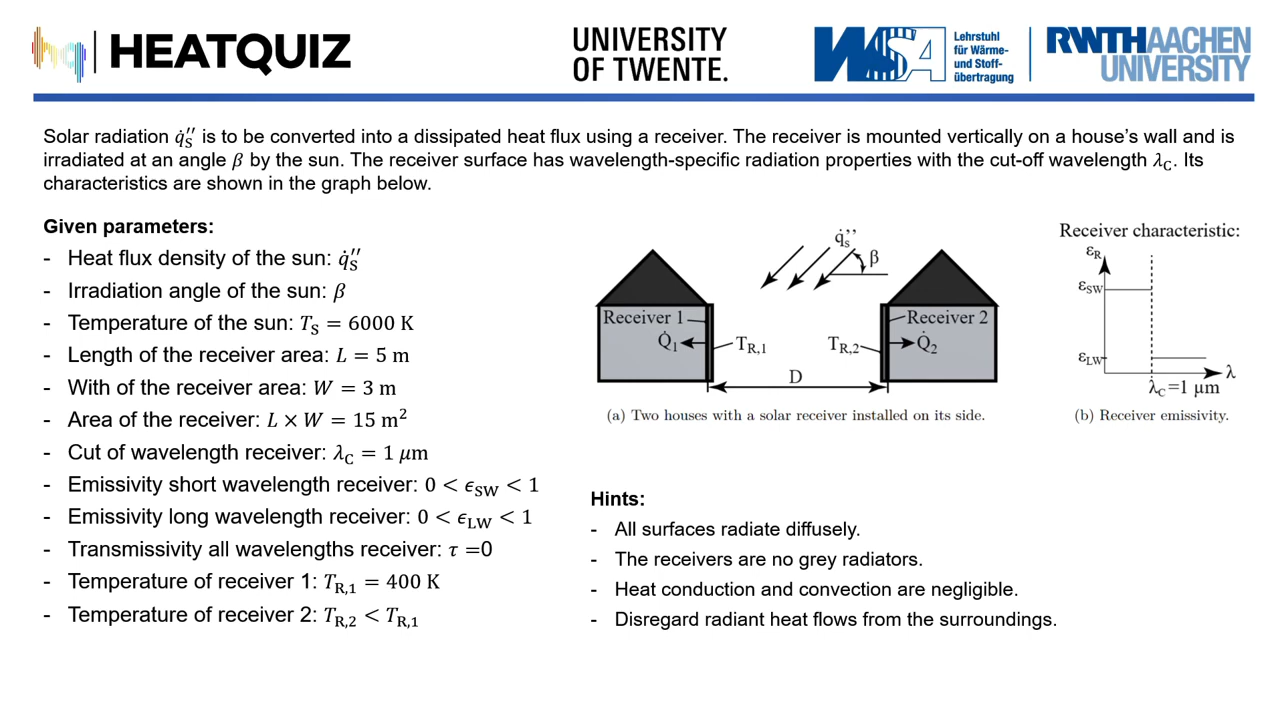 HEATQUIZ
UNIVERSITY
OF TWENTE.
WSA
Lehrstuhl
für Wärme-
und Stoff-
übertragung
RWTHAACHEN
UNIVERSITY
Solar radiation q̇″S is to be converted into a dissipated heat flux using a receiver. The receiver is mounted vertically on a house's wall and is
irradiated at an angle β by the sun. The receiver surface has wavelength-specific radiation properties with the cut-off wavelength λC. Its
characteristics are shown in the graph below.
Given parameters:
- Heat flux density of the sun: q̇″S
- Irradiation angle of the sun: β
- Temperature of the sun: TS = 6000 K
- Length of the receiver area: L = 5 m
- With of the receiver area: W = 3 m
- Area of the receiver: L × W = 15 m²
- Cut of wavelength receiver: λC = 1 μm
- Emissivity short wavelength receiver: 0 < ϵSW < 1
- Emissivity long wavelength receiver: 0 < ϵLW < 1
- Transmissivity all wavelengths receiver: τ =0
- Temperature of receiver 1: TR,1 = 400 K
- Temperature of receiver 2: TR,2 < TR,1
q̇s''
β
Receiver 1
Receiver 2
Q̇1
TR,1
TR,2
Q̇2
D
(a) Two houses with a solar receiver installed on its side.
Receiver characteristic:
εR
εSW
εLW
λ
λC=1 μm
(b) Receiver emissivity.
Hints:
- All surfaces radiate diffusely.
- The receivers are no grey radiators.
- Heat conduction and convection are negligible.
- Disregard radiant heat flows from the surroundings.